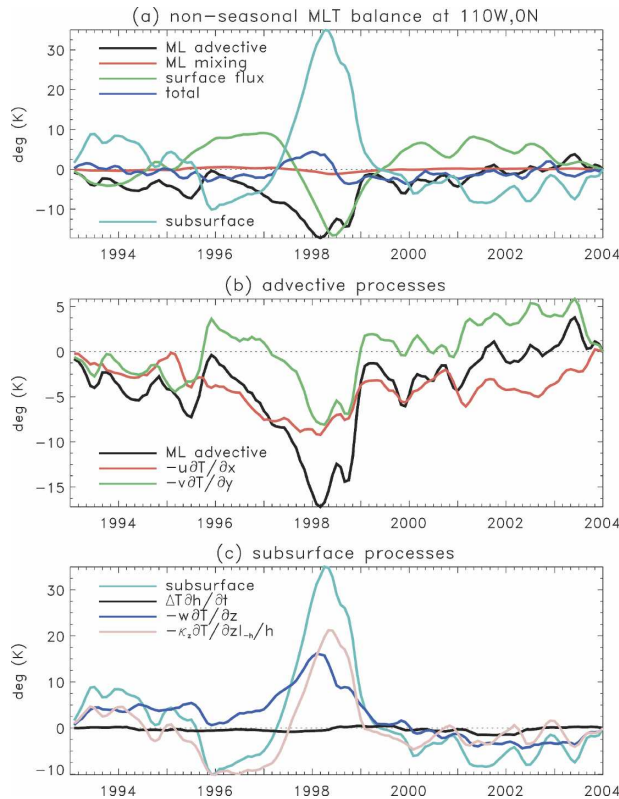 (a) non-seasonal MLT balance at 110W,0N
30
20
10
0
-10
deg (K)
ML advective
ML mixing
surface flux
total
subsurface
1994 1996 1998 2000 2002 2004
(b) advective processes
5
0
-5
-10
-15
deg (K)
ML advective
-u∂T/∂x
-v∂T/∂y
1994 1996 1998 2000 2002 2004
(c) subsurface processes
30
20
10
0
-10
deg (K)
subsurface
ΔT∂h/∂t
-w∂T/∂z
-κ_z∂T/∂z|_-h/h
1994 1996 1998 2000 2002 2004